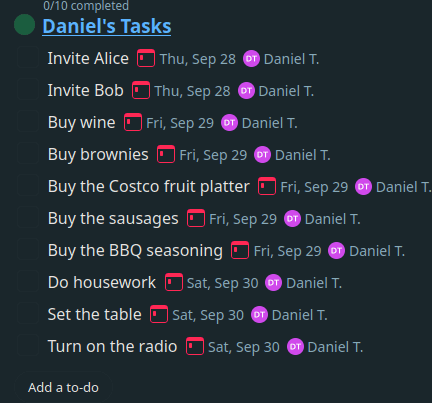 0/10 completed
Daniel's Tasks
Invite Alice Thu, Sep 28 DT Daniel T.
Invite Bob Thu, Sep 28 DT Daniel T.
Buy wine Fri, Sep 29 DT Daniel T.
Buy brownies Fri, Sep 29 DT Daniel T.
Buy the Costco fruit platter Fri, Sep 29 DT Daniel T.
Buy the sausages Fri, Sep 29 DT Daniel T.
Buy the BBQ seasoning Fri, Sep 29 DT Daniel T.
Do housework Sat, Sep 30 DT Daniel T.
Set the table Sat, Sep 30 DT Daniel T.
Turn on the radio Sat, Sep 30 DT Daniel T.
Add a to-do